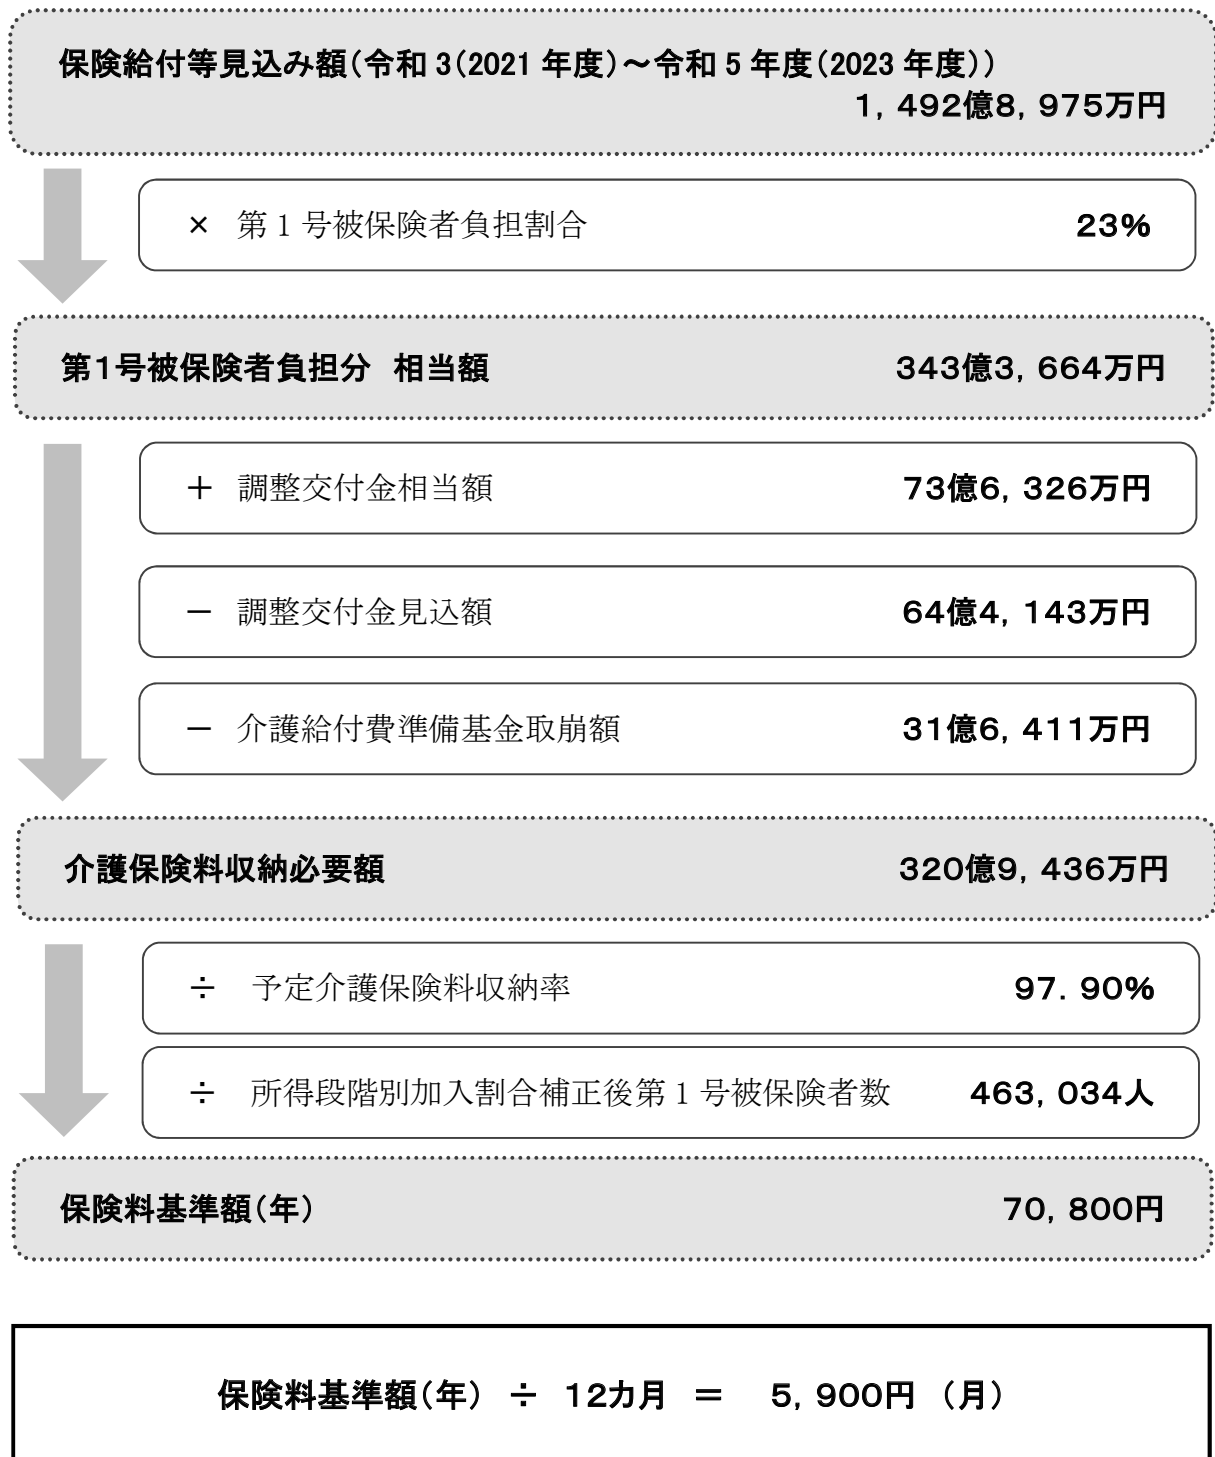 保険給付等見込み額（令和 3（2021 年度）～令和 5 年度（2023 年度））
１，４９２億８，９７５万円
× 第 1 号被保険者負担割合 ２３％
第１号被保険者負担分　相当額 ３４３億３，６６４万円
＋ 調整交付金相当額 ７３億６，３２６万円
－ 調整交付金見込額 ６４億４，１４３万円
－ 介護給付費準備基金取崩額 ３１億６，４１１万円
介護保険料収納必要額 ３２０億９，４３６万円
÷ 予定介護保険料収納率 ９７．９０％
÷ 所得段階別加入割合補正後第 1 号被保険者数 ４６３，０３４人
保険料基準額（年） ７０，８００円
保険料基準額（年） ÷ １２カ月 ＝ ５，９００円 （月）